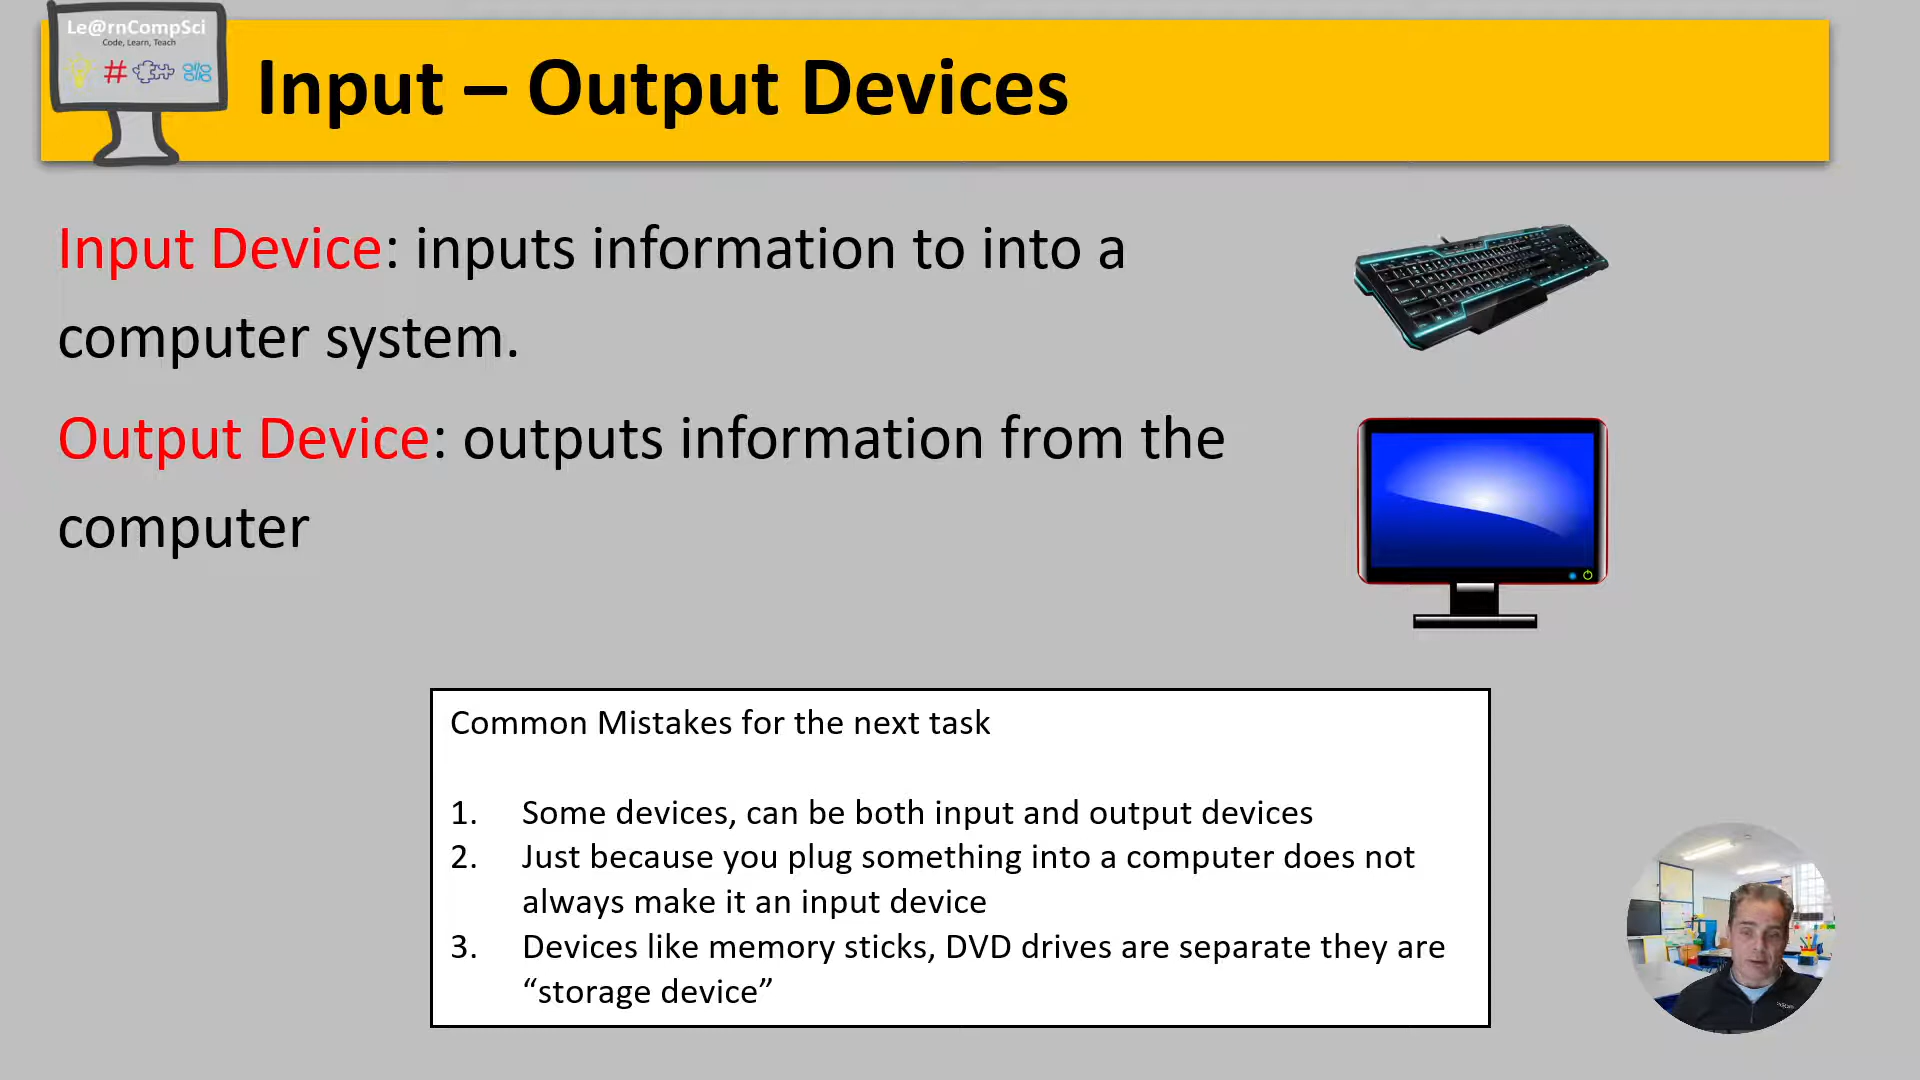 Le@rnCompSci
Code, Learn, Teach
#
Input – Output Devices
Input Device: inputs information to into a
computer system.
Output Device: outputs information from the
computer
Common Mistakes for the next task
1. Some devices, can be both input and output devices
2. Just because you plug something into a computer does not
always make it an input device
3. Devices like memory sticks, DVD drives are separate they are
“storage device”